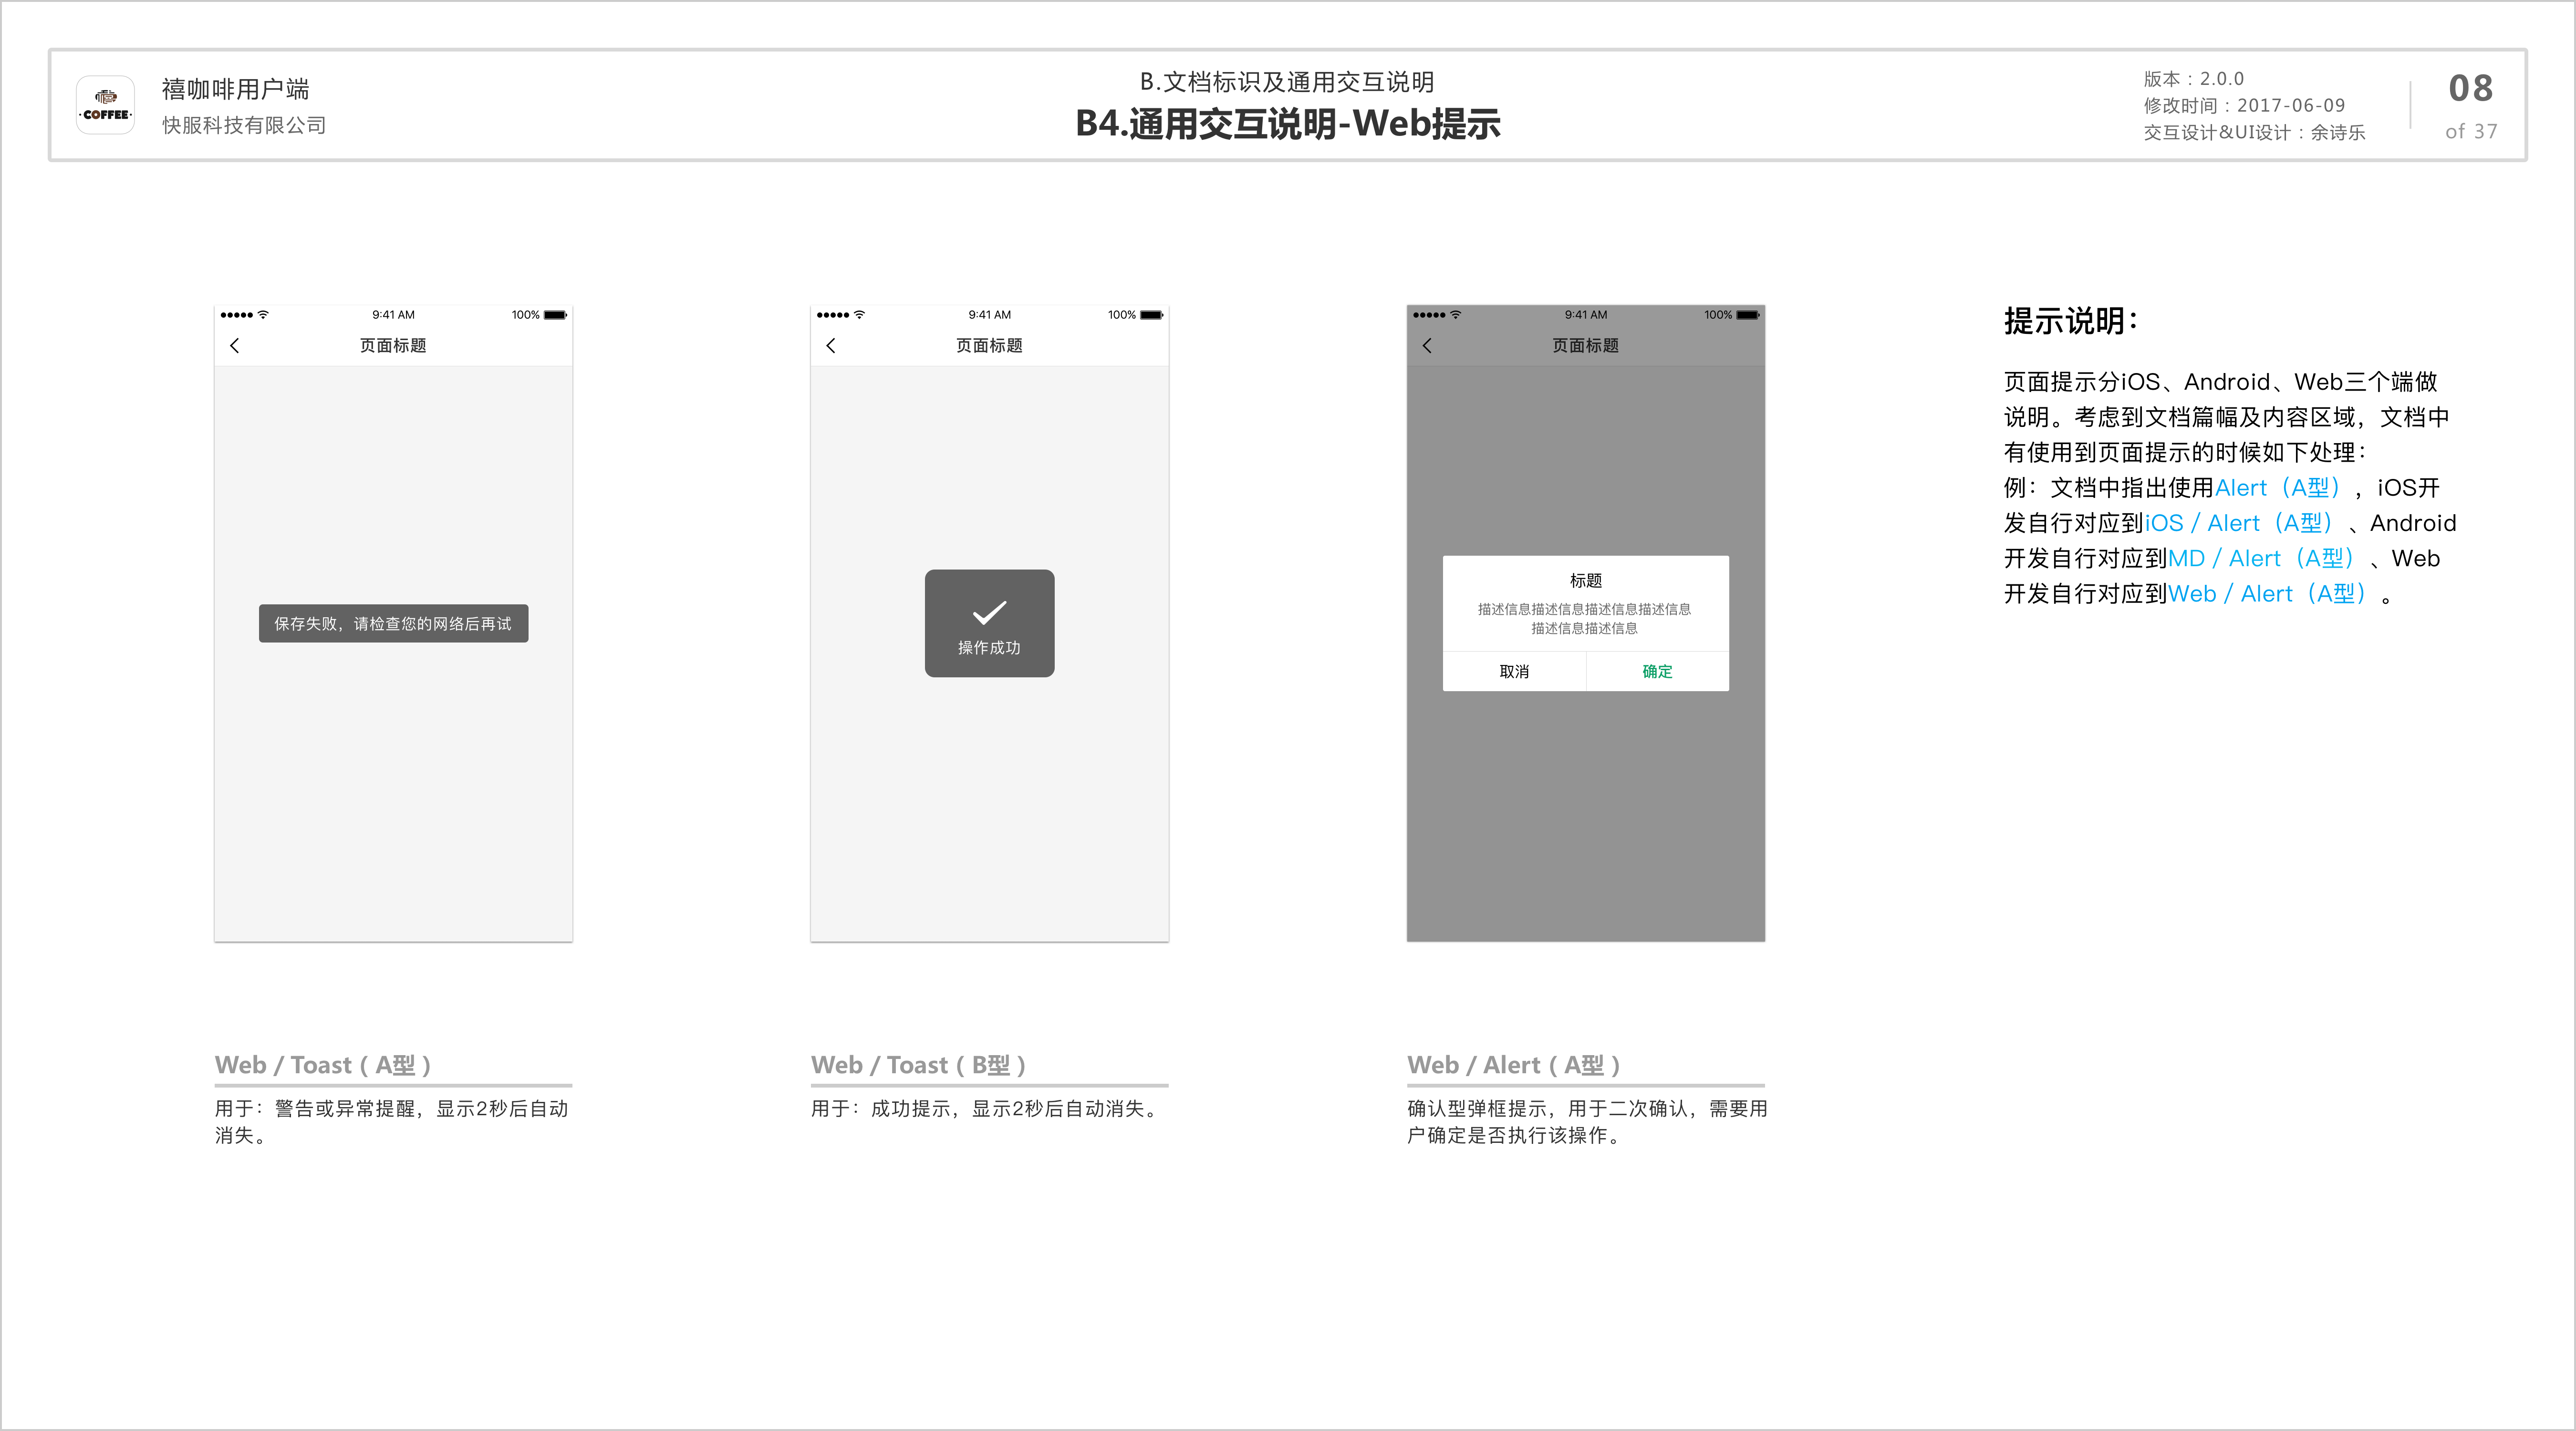 ·COFFEE·
禧咖啡用户端
快服科技有限公司
B.文档标识及通用交互说明
B4.通用交互说明-Web提示
版本：2.0.0
修改时间：2017-06-09
交互设计&UI设计：余诗乐
08
of 37
9:41 AM
100%
页面标题
保存失败，请检查您的网络后再试
Web / Toast（A型）
用于：警告或异常提醒，显示2秒后自动
消失。
9:41 AM
100%
页面标题
操作成功
Web / Toast（B型）
用于：成功提示，显示2秒后自动消失。
9:41 AM
100%
页面标题
标题
描述信息描述信息描述信息描述信息
描述信息描述信息
取消
确定
Web / Alert（A型）
确认型弹框提示，用于二次确认，需要用
户确定是否执行该操作。
提示说明：
页面提示分iOS、Android、Web三个端做
说明。考虑到文档篇幅及内容区域，文档中
有使用到页面提示的时候如下处理：
例：文档中指出使用Alert（A型），iOS开
发自行对应到iOS / Alert（A型）、Android
开发自行对应到MD / Alert（A型）、Web
开发自行对应到Web / Alert（A型）。